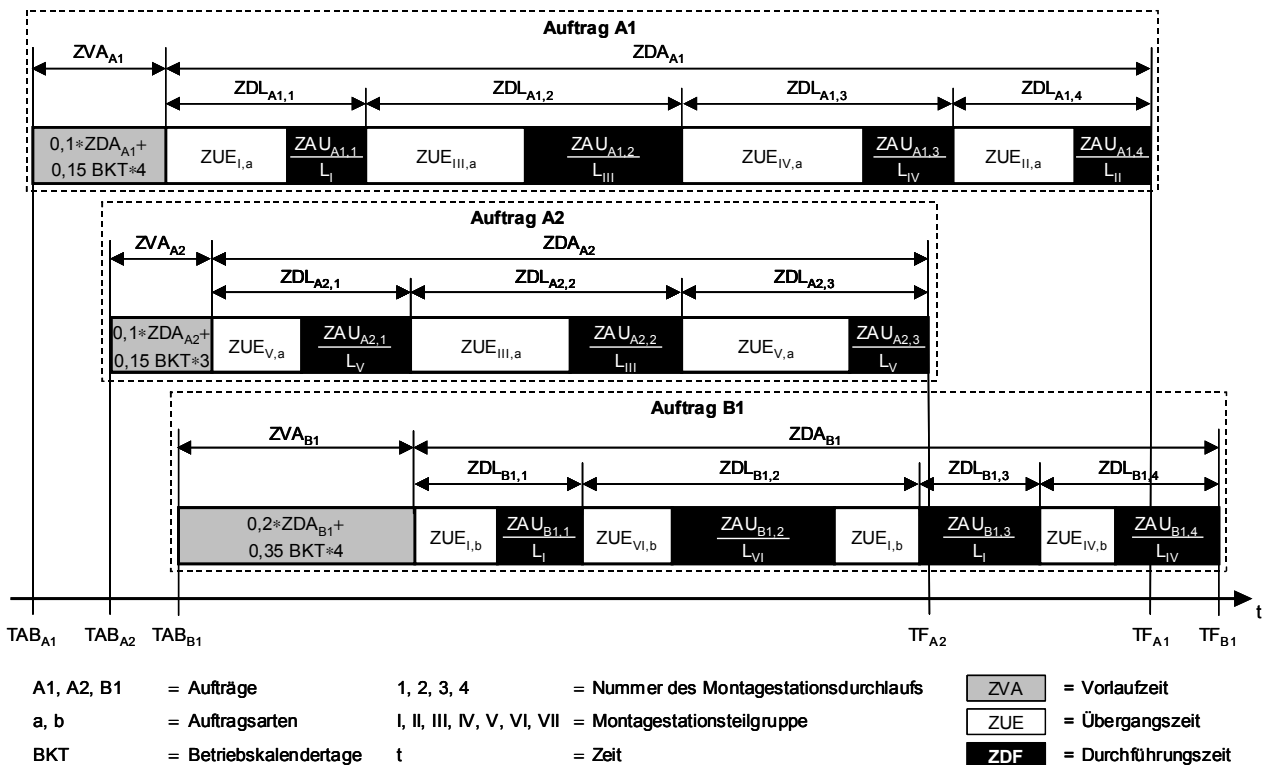 Auftrag A1
ZVA_A1 ZDA_A1
ZDL_A1,1 ZDL_A1,2 ZDL_A1,3 ZDL_A1,4
0,1*ZDA_A1+
0,15 BKT*4
ZUE_I,a
ZAU_A1,1
L_I
ZUE_III,a
ZAU_A1,2
L_III
ZUE_IV,a
ZAU_A1,3
L_IV
ZUE_II,a
ZAU_A1,4
L_II
Auftrag A2
ZVA_A2 ZDA_A2
ZDL_A2,1 ZDL_A2,2 ZDL_A2,3
0,1*ZDA_A2+
0,15 BKT*3
ZUE_V,a
ZAU_A2,1
L_V
ZUE_III,a
ZAU_A2,2
L_III
ZUE_V,a
ZAU_A2,3
L_V
Auftrag B1
ZVA_B1 ZDA_B1
ZDL_B1,1 ZDL_B1,2 ZDL_B1,3 ZDL_B1,4
0,2*ZDA_B1+
0,35 BKT*4
ZUE_I,b
ZAU_B1,1
L_I
ZUE_VI,b
ZAU_B1,2
L_VI
ZUE_I,b
ZAU_B1,3
L_I
ZUE_IV,b
ZAU_B1,4
L_IV
t
TAB_A1 TAB_A2 TAB_B1 TF_A2 TF_A1 TF_B1
A1, A2, B1 = Aufträge
a, b = Auftragsarten
BKT = Betriebskalendertage
1, 2, 3, 4 = Nummer des Montagestationsdurchlaufs
I, II, III, IV, V, VI, VII = Montagestationsteilgruppe
t = Zeit
ZVA = Vorlaufzeit
ZUE = Übergangszeit
ZDF = Durchführungszeit